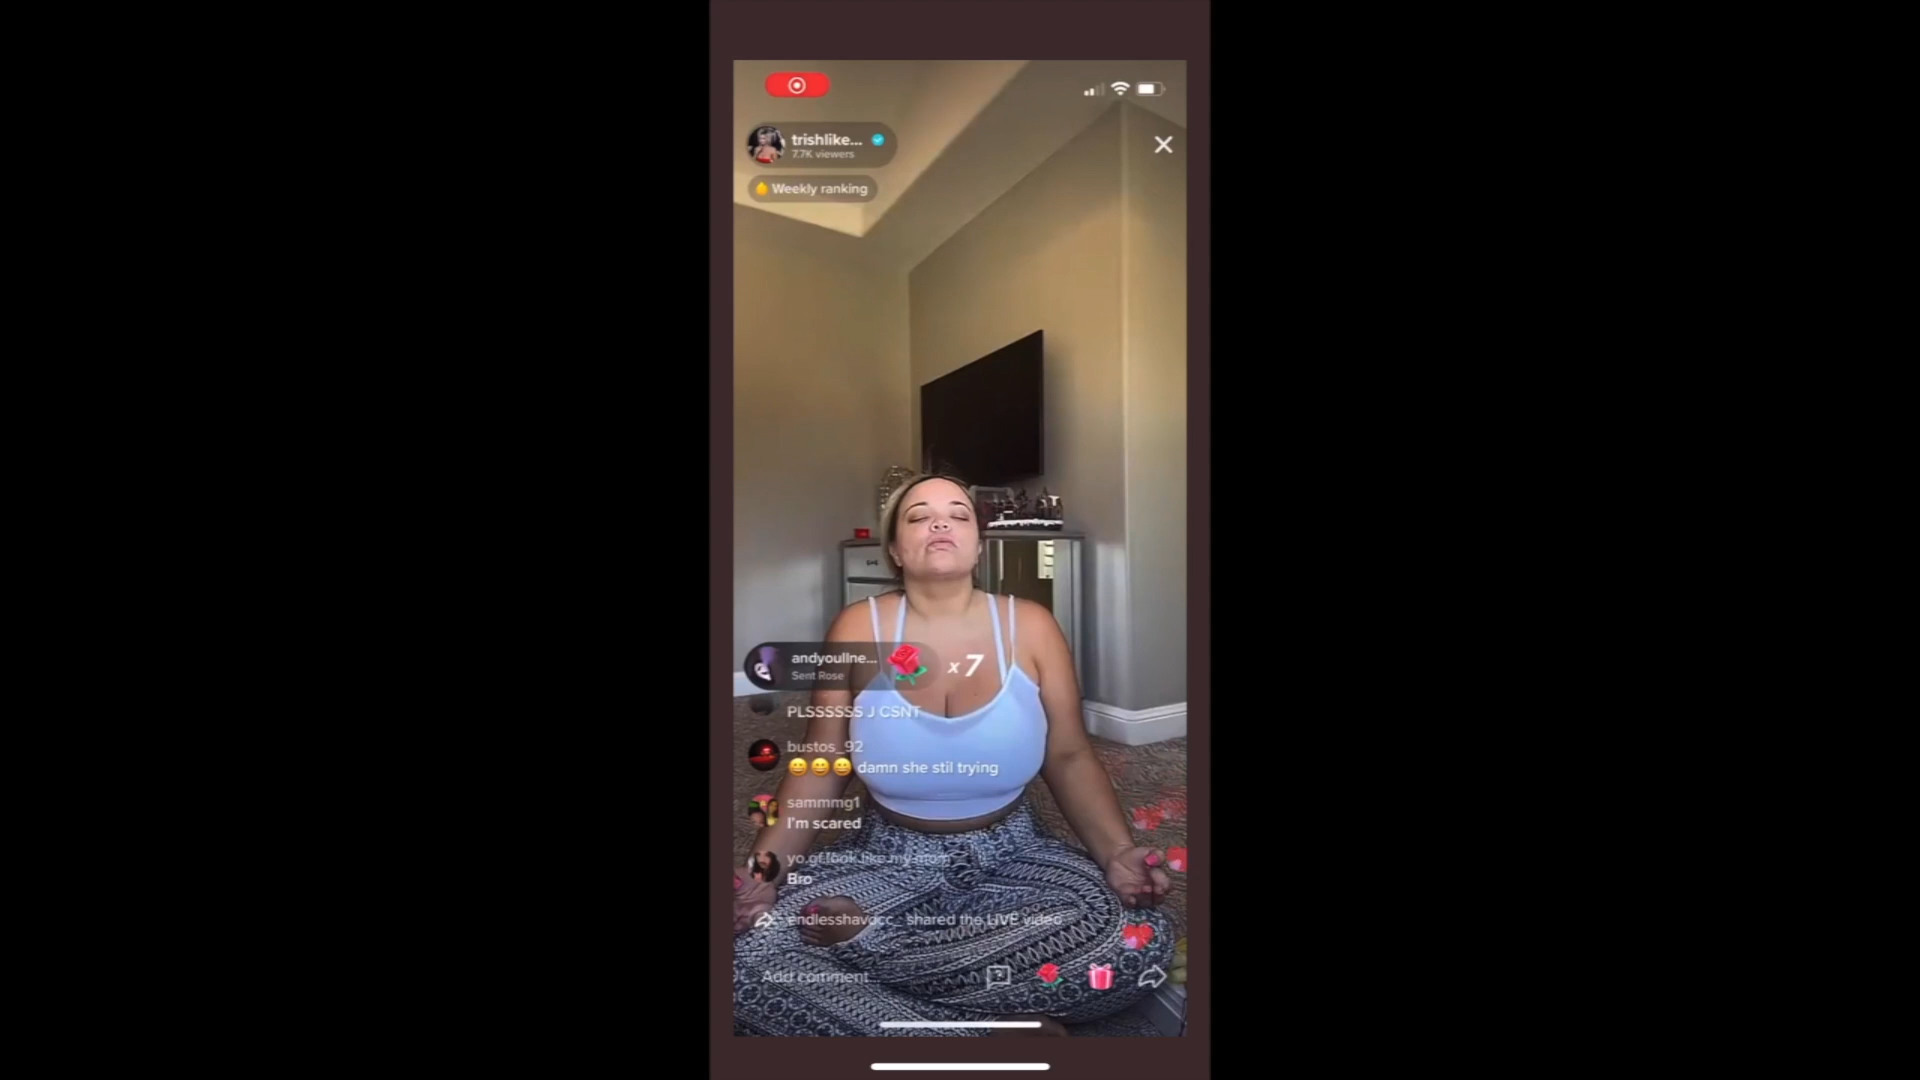 trishlike...
7.7K viewers
Weekly ranking
andyoullne...
Sent Rose
x7
PLSSSSSS J CSNT
bustos_92
😄😄😄 damn she stil trying
sammmg1
I'm scared
yo.gf.look.like.my.mom
Bro
endlesshavocc_ shared the LIVE video
Add comment...